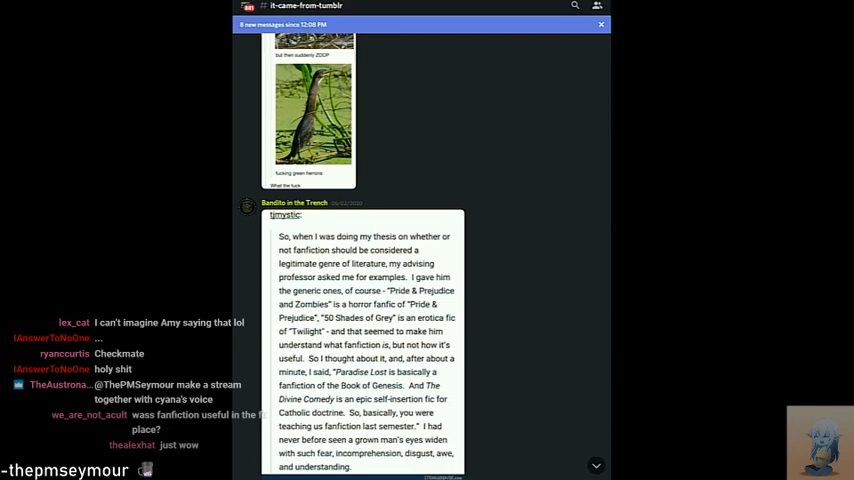 841
# it-came-from-tumblr
8 new messages since 12:08 PM
but then suddenly ZOOP
fucking green herrons
What the fuck
Bandito in the Trench 05/02/2020
tjmystic:
So, when I was doing my thesis on whether or
not fanfiction should be considered a
legitimate genre of literature, my advising
professor asked me for examples. I gave him
the generic ones, of course - "Pride & Prejudice
and Zombies" is a horror fanfic of "Pride &
Prejudice", "50 Shades of Grey" is an erotica fic
of "Twilight" - and that seemed to make him
understand what fanfiction is, but not how it's
useful. So I thought about it, and, after about a
minute, I said, "Paradise Lost is basically a
fanfiction of the Book of Genesis. And The
Divine Comedy is an epic self-insertion fic for
Catholic doctrine. So, basically, you were
teaching us fanfiction last semester." I had
never before seen a grown man's eyes widen
with such fear, incomprehension, disgust, awe,
and understanding.
lex_cat I can't imagine Amy saying that lol
IAnswerToNoOne ...
ryanccurtis Checkmate
IAnswerToNoOne holy shit
TheAustrona... @ThePMSeymour make a stream
together with cyana's voice
we_are_not_acult wass fanfiction useful in the
place?
thealexhat just wow
-thepmseymour